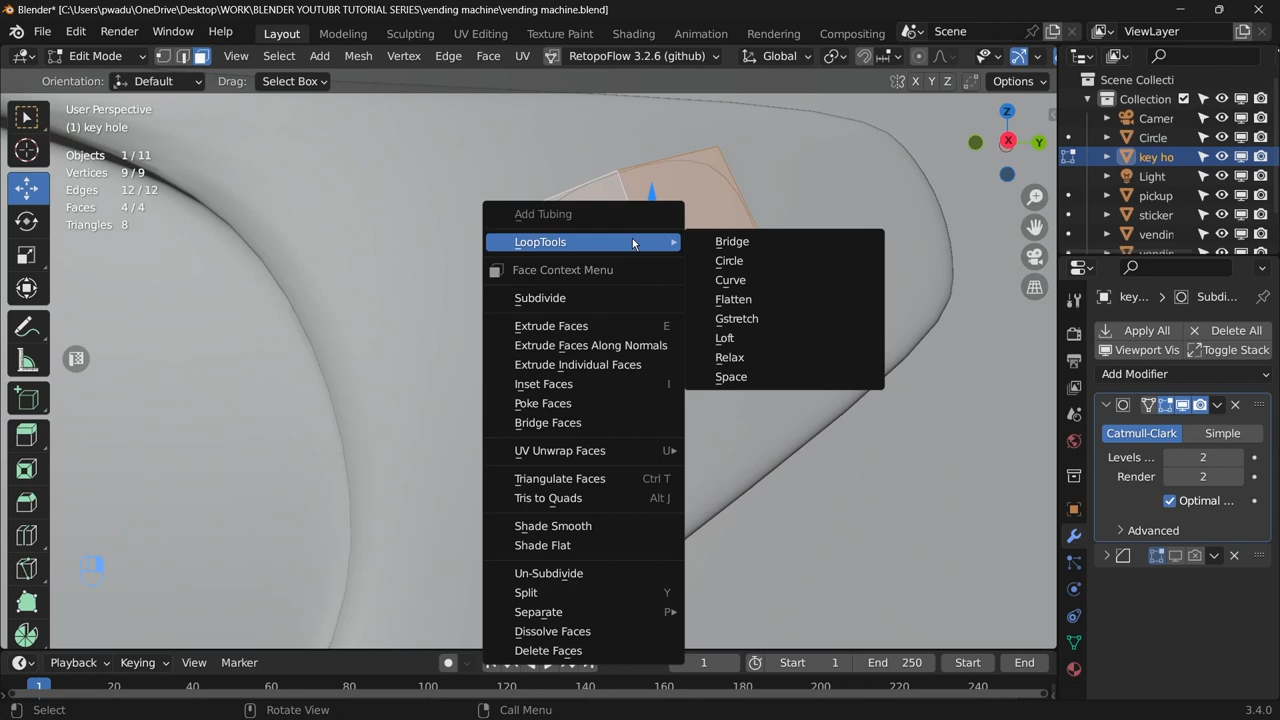 Blender* [C:\Users\pwadu\OneDrive\Desktop\WORK\BLENDER YOUTUBR TUTORIAL SERIES\vending machine\vending machine.blend]
File Edit Render Window Help Layout Modeling Sculpting UV Editing Texture Paint Shading Animation Rendering Compositing Scene ViewLayer
Edit Mode View Select Add Mesh Vertex Edge Face UV RetopoFlow 3.2.6 (github) Global
Orientation: Default Drag: Select Box X Y Z Options
User Perspective
(1) key hole
Objects 1/11
Vertices 9/9
Edges 12/12
Faces 4/4
Triangles 8
Z
X
Y
Add Tubing
LoopTools
Face Context Menu
Subdivide
Extrude Faces E
Extrude Faces Along Normals
Extrude Individual Faces
Inset Faces I
Poke Faces
Bridge Faces
UV Unwrap Faces U
Triangulate Faces Ctrl T
Tris to Quads Alt J
Shade Smooth
Shade Flat
Un-Subdivide
Split Y
Separate P
Dissolve Faces
Delete Faces
Bridge
Circle
Curve
Flatten
Gstretch
Loft
Relax
Space
Scene Collecti
Collection
Camer
Circle
key ho
Light
pickup
sticker
vendin
key... Subdi...
Apply All Delete All
Viewport Vis Toggle Stack
Add Modifier
Catmull-Clark Simple
Levels ... 2
Render 2
Optimal ...
Advanced
Playback Keying View Marker 1 Start 1 End 250 Start End
1 20 40 60 80 100 120 140 160 180 200 220 240
Select Rotate View Call Menu 3.4.0